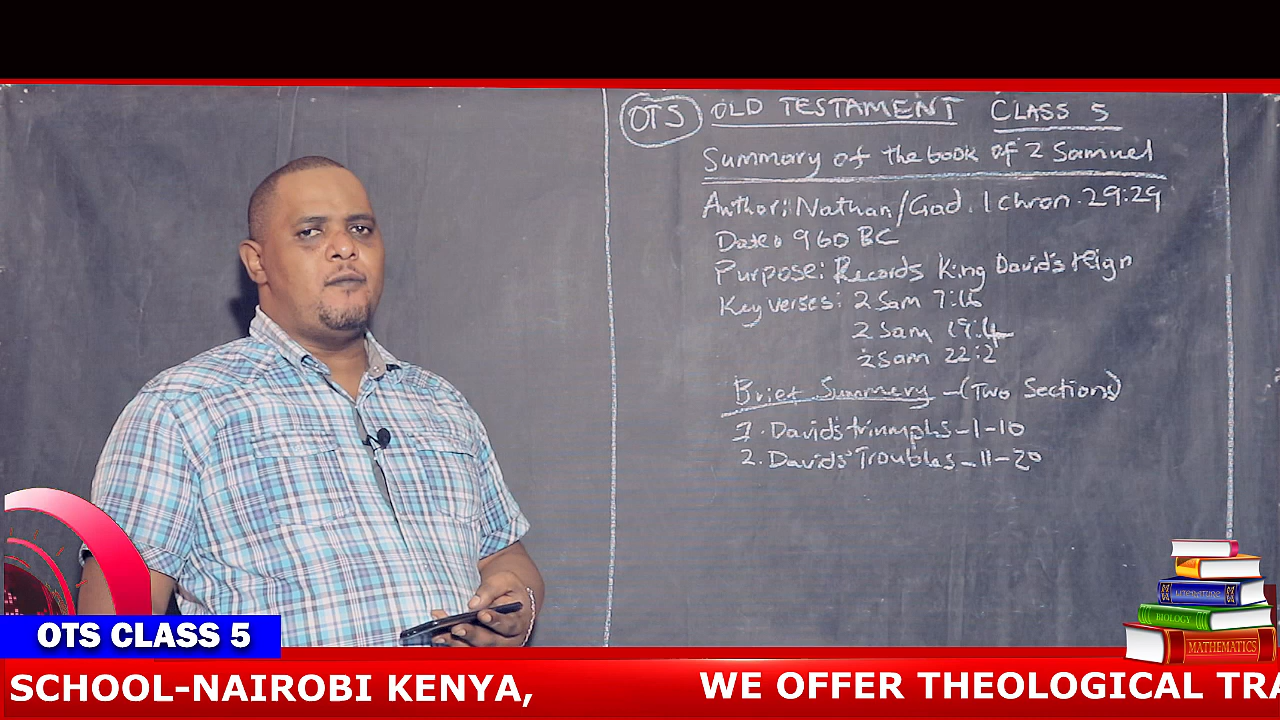 OTS OLD TESTAMENT CLASS 5
Summary of the book of 2 Samuel
Author: Nathan/Gad. 1 chron. 29:29
Date: 960 BC
Purpose: Records King David's reign
Key verses: 2 Sam 7:16
2 Sam 19:4
2 Sam 22:2
Brief Summery - (Two Sections)
1. David's triumphs - 1-10
2. Davids' Troubles - 11-20
LITERATURE
BIOLOGY
MATHEMATICS
OTS CLASS 5
SCHOOL-NAIROBI KENYA, WE OFFER THEOLOGICAL TRA